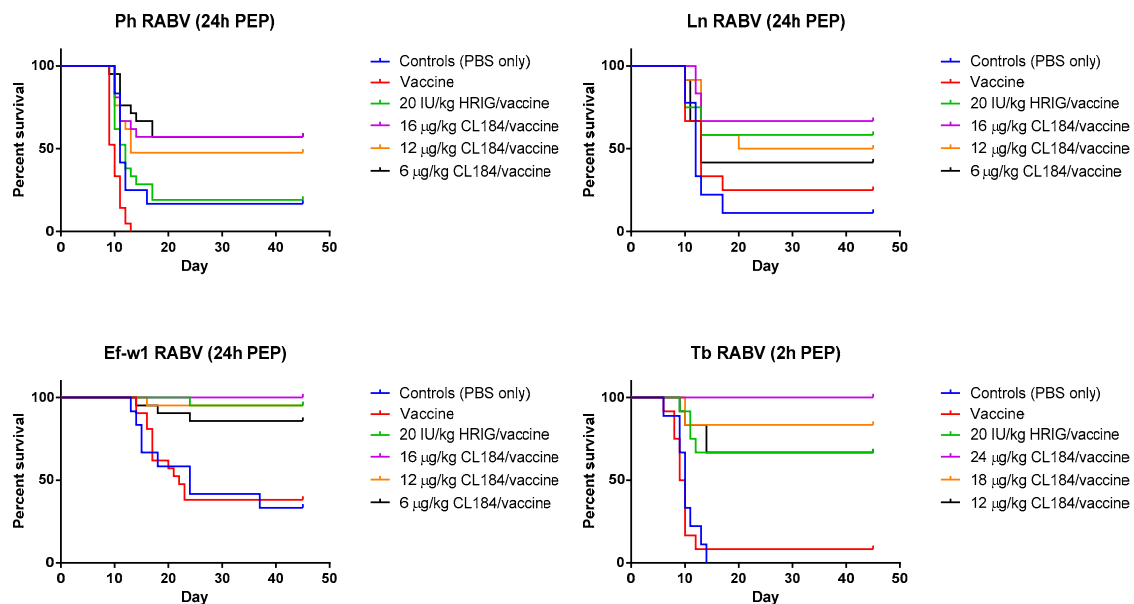 Ph RABV (24h PEP)
Percent survival
100
50
0
0 10 20 30 40 50
Day
Controls (PBS only)
Vaccine
20 IU/kg HRIG/vaccine
16 μg/kg CL184/vaccine
12 μg/kg CL184/vaccine
6 μg/kg CL184/vaccine
Ln RABV (24h PEP)
Percent survival
100
50
0
0 10 20 30 40 50
Day
Controls (PBS only)
Vaccine
20 IU/kg HRIG/vaccine
16 μg/kg CL184/vaccine
12 μg/kg CL184/vaccine
6 μg/kg CL184/vaccine
Ef-w1 RABV (24h PEP)
Percent survival
100
50
0
0 10 20 30 40 50
Day
Controls (PBS only)
Vaccine
20 IU/kg HRIG/vaccine
16 μg/kg CL184/vaccine
12 μg/kg CL184/vaccine
6 μg/kg CL184/vaccine
Tb RABV (2h PEP)
Percent survival
100
50
0
0 10 20 30 40 50
Day
Controls (PBS only)
Vaccine
20 IU/kg HRIG/vaccine
24 μg/kg CL184/vaccine
18 μg/kg CL184/vaccine
12 μg/kg CL184/vaccine